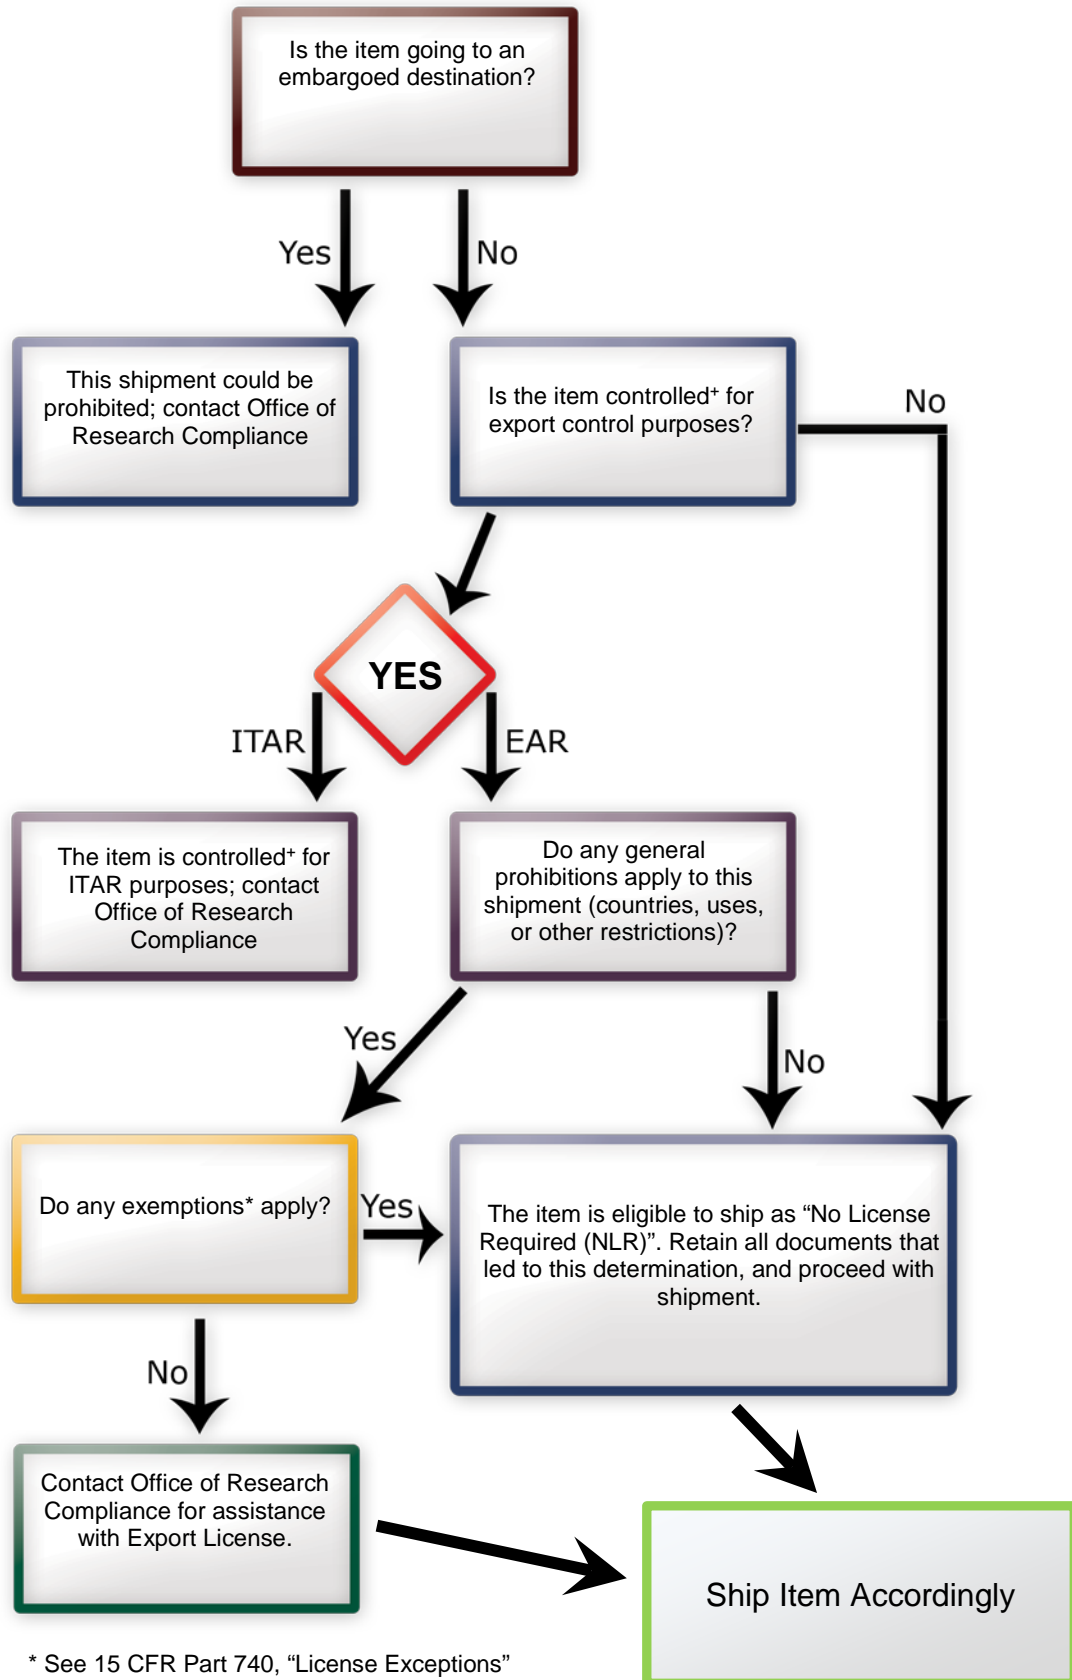 Is the item going to an
embargoed destination?
Yes
No
This shipment could be
prohibited; contact Office of
Research Compliance
Is the item controlled⁺ for
export control purposes?
No
YES
ITAR
EAR
The item is controlled⁺ for
ITAR purposes; contact
Office of Research
Compliance
Do any general
prohibitions apply to this
shipment (countries, uses,
or other restrictions)?
Yes
No
Do any exemptions* apply?
Yes
The item is eligible to ship as “No License
Required (NLR)”. Retain all documents that
led to this determination, and proceed with
shipment.
No
Contact Office of Research
Compliance for assistance
with Export License.
Ship Item Accordingly
* See 15 CFR Part 740, “License Exceptions”